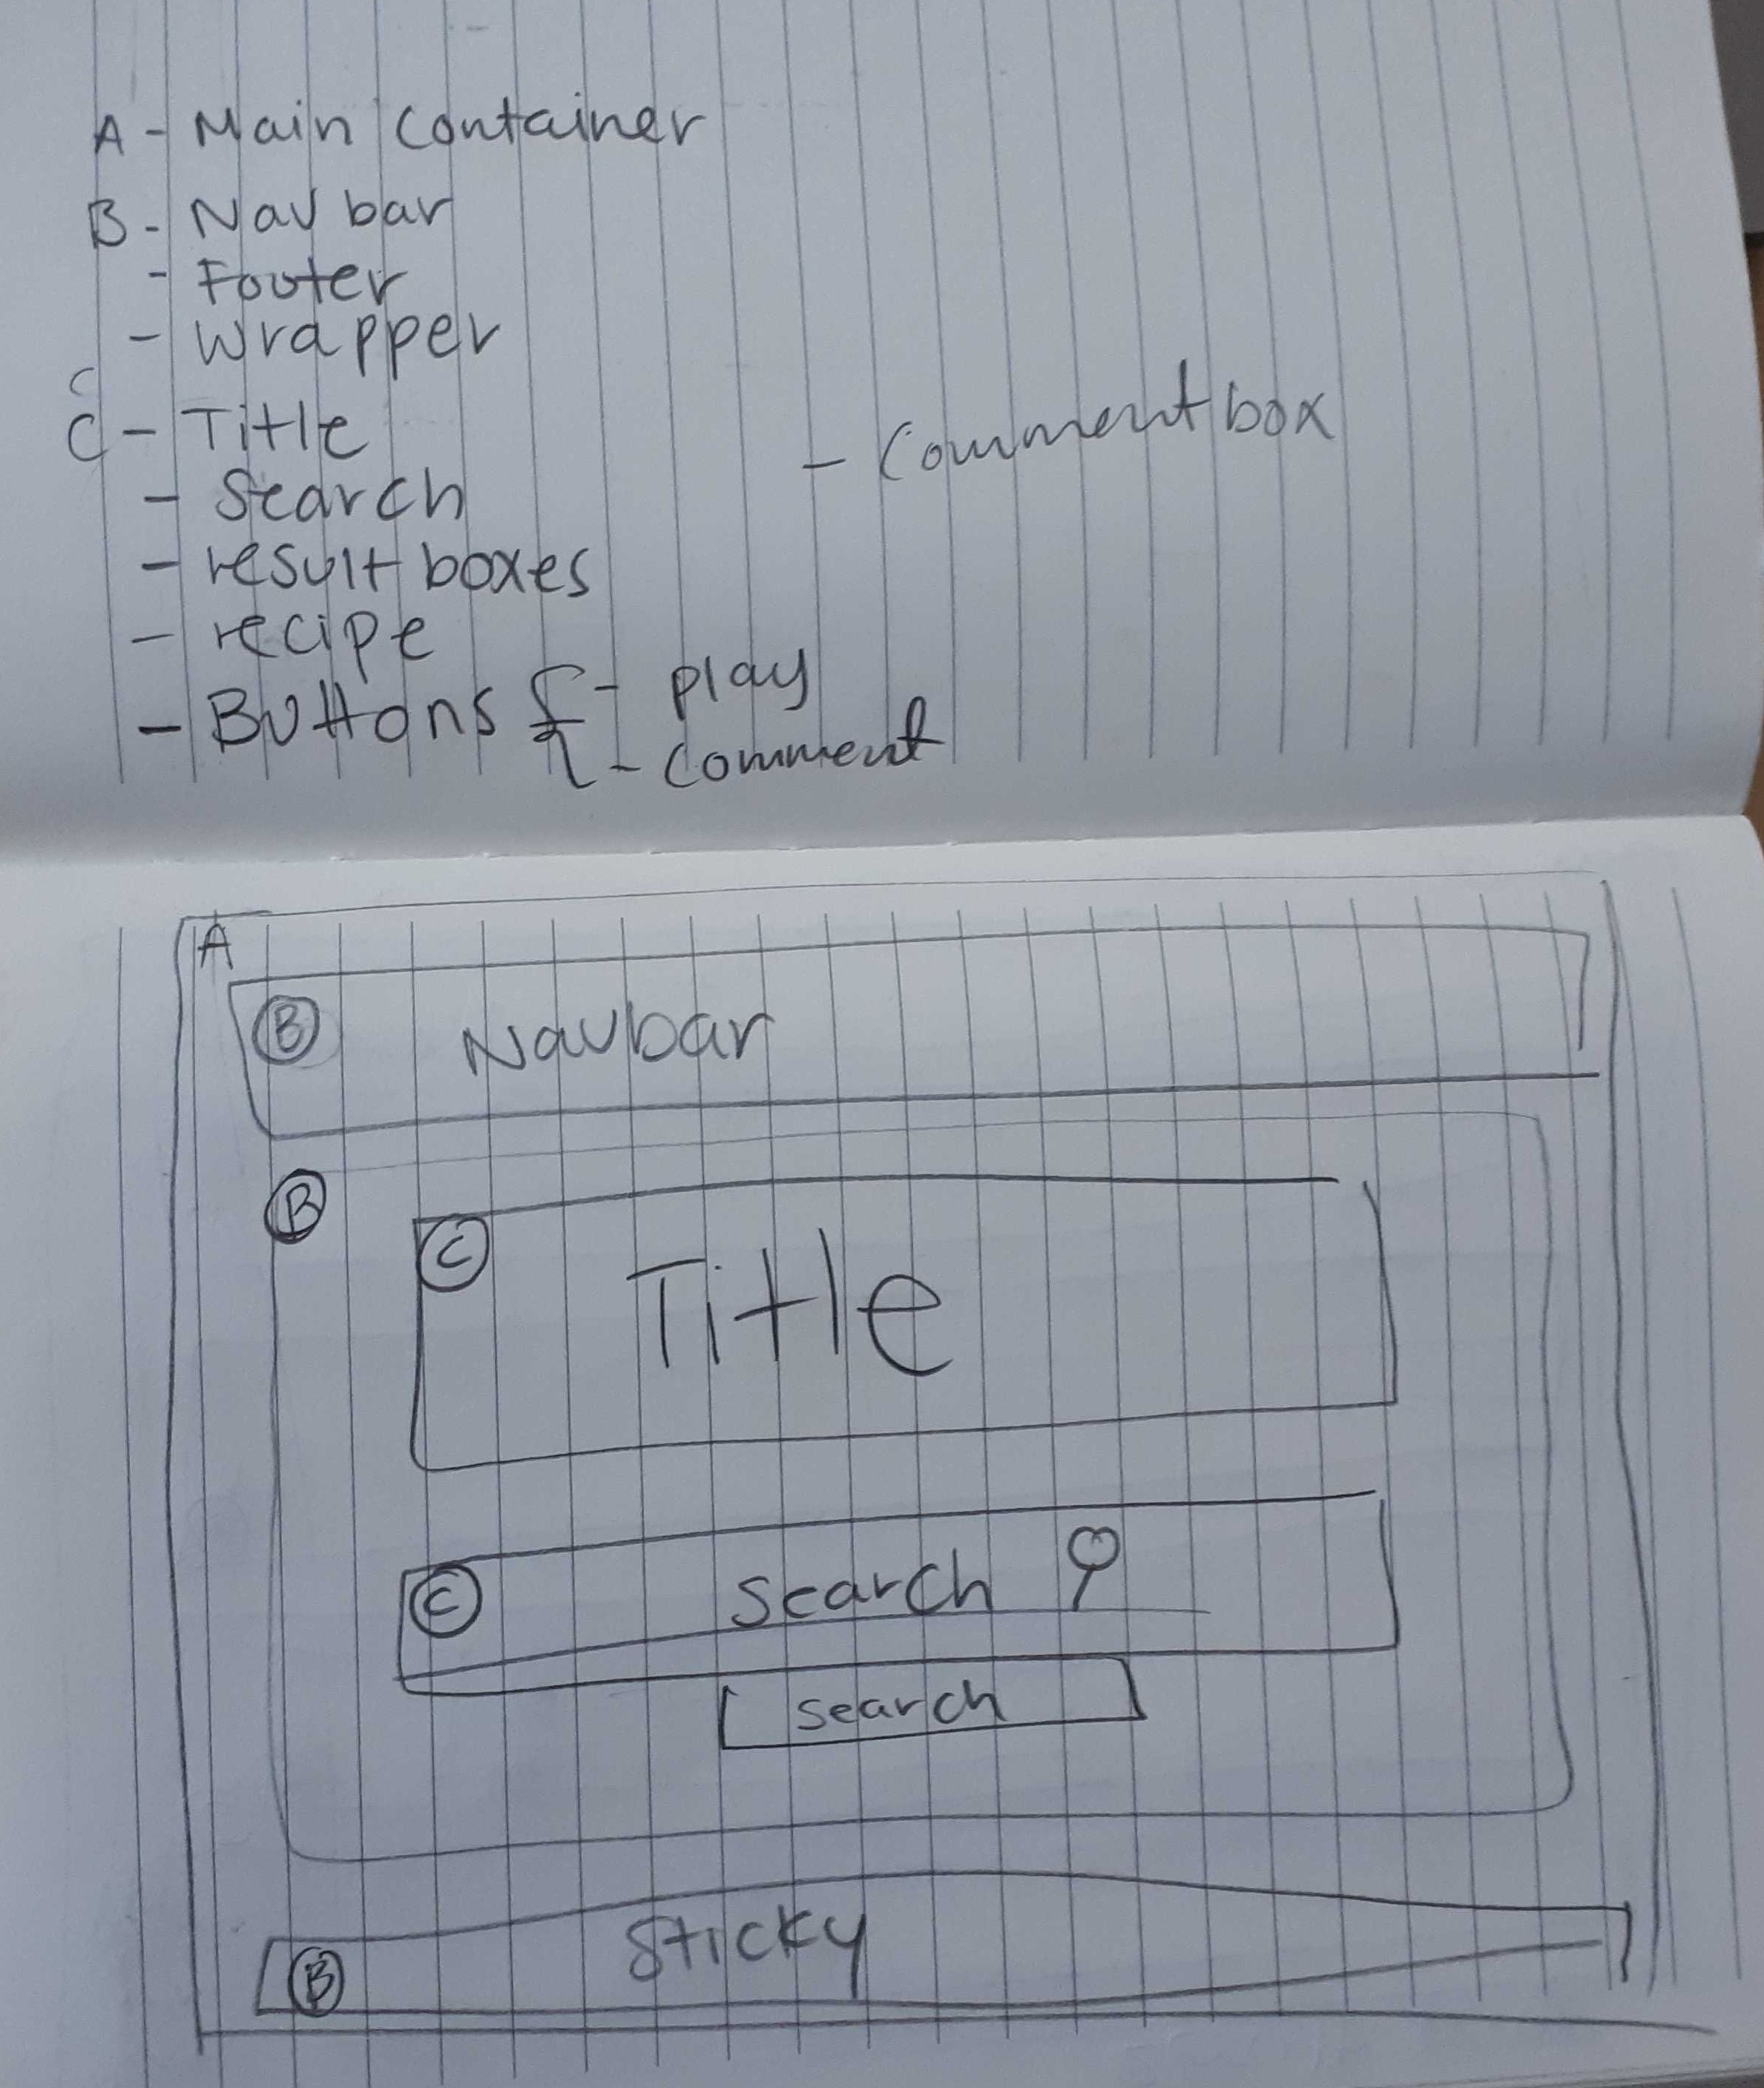 A - Main container
B - Nav bar
- Footer
- Wrapper
C
C - Title
- Comment box
- Search
- result boxes
- recipe
- Buttons { - play
- comment
A
B Navbar
B
C Title
C search
search
B Sticky